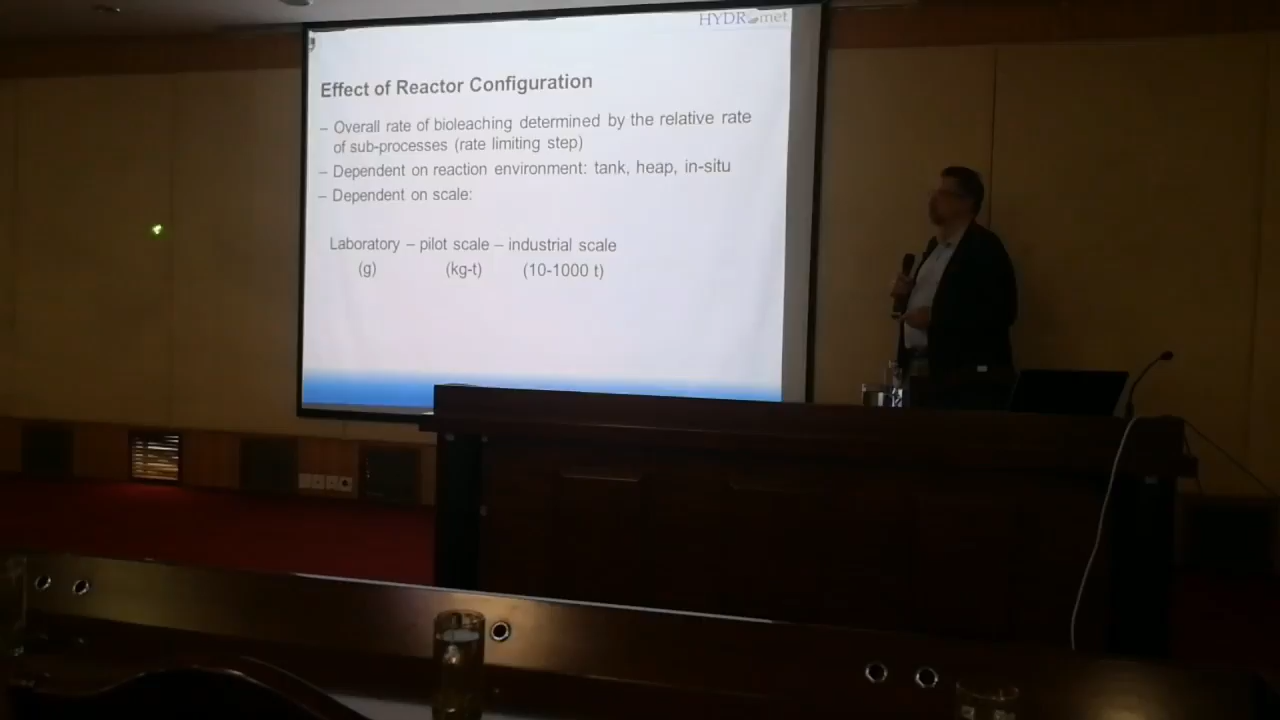 HYDROmet
Effect of Reactor Configuration
– Overall rate of bioleaching determined by the relative rate
of sub-processes (rate limiting step)
– Dependent on reaction environment: tank, heap, in-situ
– Dependent on scale:
Laboratory – pilot scale – industrial scale
(g) (kg-t) (10-1000 t)